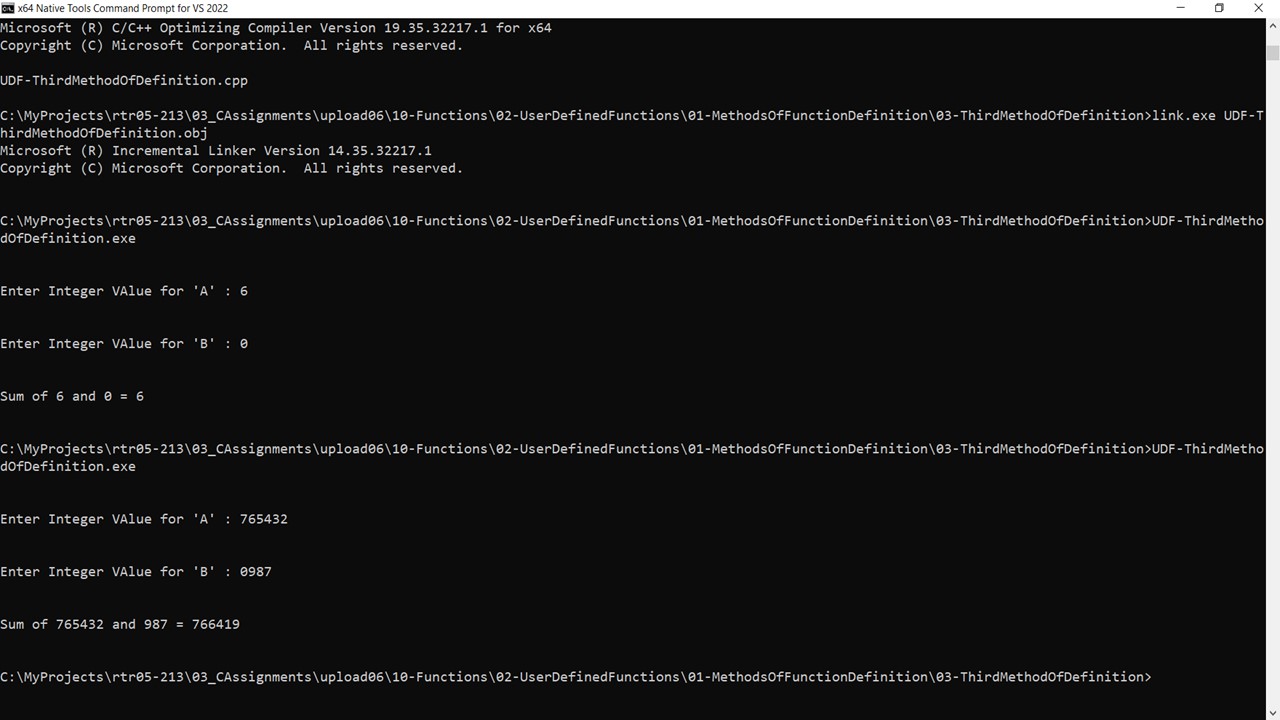 x64 Native Tools Command Prompt for VS 2022
Microsoft (R) C/C++ Optimizing Compiler Version 19.35.32217.1 for x64
Copyright (C) Microsoft Corporation.  All rights reserved.
UDF-ThirdMethodOfDefinition.cpp
C:\MyProjects\rtr05-213\03_CAssignments\upload06\10-Functions\02-UserDefinedFunctions\01-MethodsOfFunctionDefinition\03-ThirdMethodOfDefinition>link.exe UDF-T
hirdMethodOfDefinition.obj
Microsoft (R) Incremental Linker Version 14.35.32217.1
Copyright (C) Microsoft Corporation.  All rights reserved.
C:\MyProjects\rtr05-213\03_CAssignments\upload06\10-Functions\02-UserDefinedFunctions\01-MethodsOfFunctionDefinition\03-ThirdMethodOfDefinition>UDF-ThirdMetho
dOfDefinition.exe
Enter Integer VAlue for 'A' : 6
Enter Integer VAlue for 'B' : 0
Sum of 6 and 0 = 6
C:\MyProjects\rtr05-213\03_CAssignments\upload06\10-Functions\02-UserDefinedFunctions\01-MethodsOfFunctionDefinition\03-ThirdMethodOfDefinition>UDF-ThirdMetho
dOfDefinition.exe
Enter Integer VAlue for 'A' : 765432
Enter Integer VAlue for 'B' : 0987
Sum of 765432 and 987 = 766419
C:\MyProjects\rtr05-213\03_CAssignments\upload06\10-Functions\02-UserDefinedFunctions\01-MethodsOfFunctionDefinition\03-ThirdMethodOfDefinition>